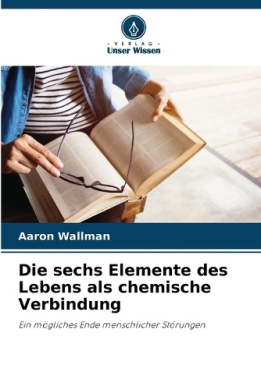 VERLAG
Unser Wissen
Aaron Wallman
Die sechs Elemente des
Lebens als chemische
Verbindung
Ein mögliches Ende menschlicher Störungen